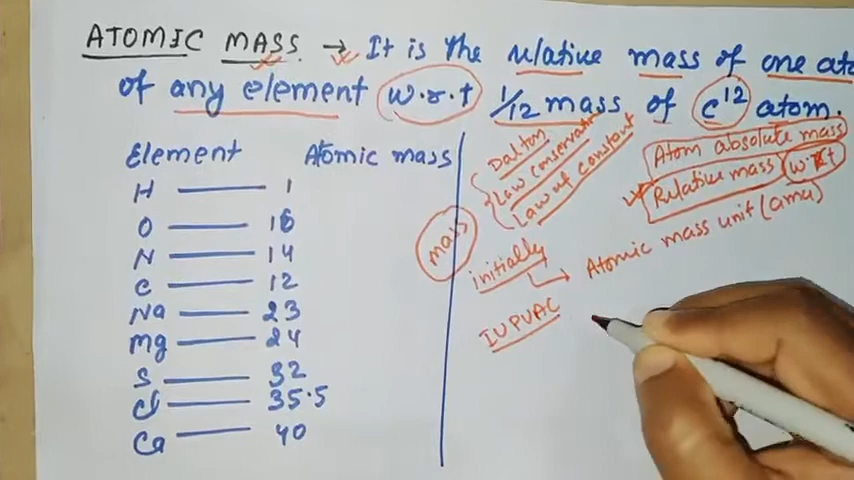 ATOMIC MASS → It is the relative mass of one ato
of any element w.r.t 1/12 mass of C¹² atom.
Element Atomic mass
H — 1
O — 16
N — 14
C — 12
Na — 23
Mg — 24
S — 32
Cl — 35.5
Ca — 40
mass
Dalton
Law conservation
Law of constant
Atom absolute mass
Relative mass w.r.t
initially → Atomic mass unit (amu)
IUPUAC